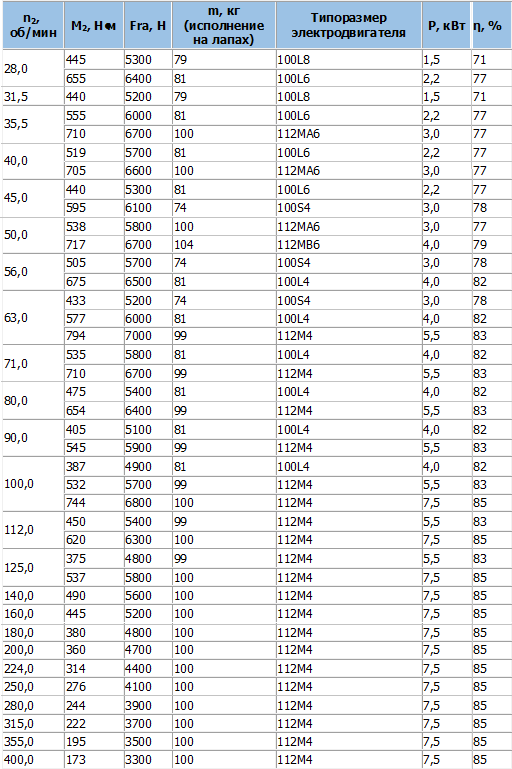 n2, об/мин M2, Н•м Fra, Н m, кг (исполнение на лапах) Типоразмер электродвигателя P, кВт η, %
28,0 445 5300 79 100L8 1,5 71
655 6400 81 100L6 2,2 77
31,5 440 5200 79 100L8 1,5 71
35,5 555 6000 81 100L6 2,2 77
710 6700 100 112MA6 3,0 77
40,0 519 5700 81 100L6 2,2 77
705 6600 100 112MA6 3,0 77
45,0 440 5300 81 100L6 2,2 77
595 6100 74 100S4 3,0 78
50,0 538 5800 100 112MA6 3,0 77
717 6700 104 112MB6 4,0 79
56,0 505 5700 74 100S4 3,0 78
675 6500 81 100L4 4,0 82
63,0 433 5200 74 100S4 3,0 78
577 6000 81 100L4 4,0 82
794 7000 99 112M4 5,5 83
71,0 535 5800 81 100L4 4,0 82
710 6700 99 112M4 5,5 83
80,0 475 5400 81 100L4 4,0 82
654 6400 99 112M4 5,5 83
90,0 405 5100 81 100L4 4,0 82
545 5900 99 112M4 5,5 83
100,0 387 4900 81 100L4 4,0 82
532 5700 99 112M4 5,5 83
744 6800 100 112M4 7,5 85
112,0 450 5400 99 112M4 5,5 83
620 6300 100 112M4 7,5 85
125,0 375 4800 99 112M4 5,5 83
537 5800 100 112M4 7,5 85
140,0 490 5600 100 112M4 7,5 85
160,0 445 5200 100 112M4 7,5 85
180,0 380 4800 100 112M4 7,5 85
200,0 360 4700 100 112M4 7,5 85
224,0 314 4400 100 112M4 7,5 85
250,0 276 4100 100 112M4 7,5 85
280,0 244 3900 100 112M4 7,5 85
315,0 222 3700 100 112M4 7,5 85
355,0 195 3500 100 112M4 7,5 85
400,0 173 3300 100 112M4 7,5 85